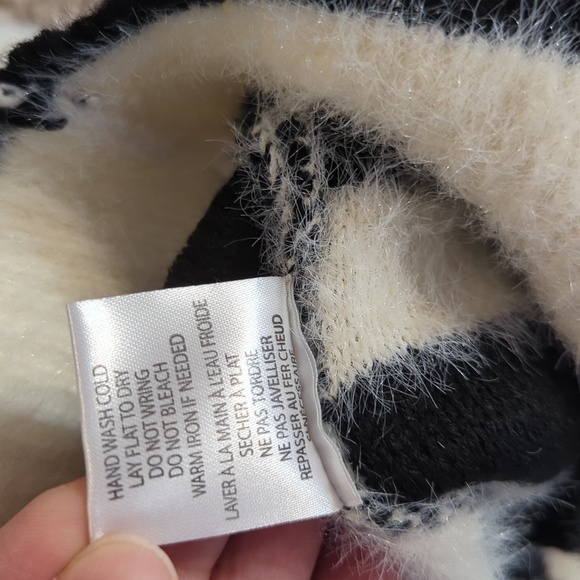 HAND WASH COLD
LAY FLAT TO DRY
DO NOT WRING
DO NOT BLEACH
WARM IRON IF NEEDED
LAVER À LA MAIN À L'EAU FROIDE
SÉCHER À PLAT
NE PAS TORDRE
NE PAS JAVELLISER
REPASSER AU FER CHEUD